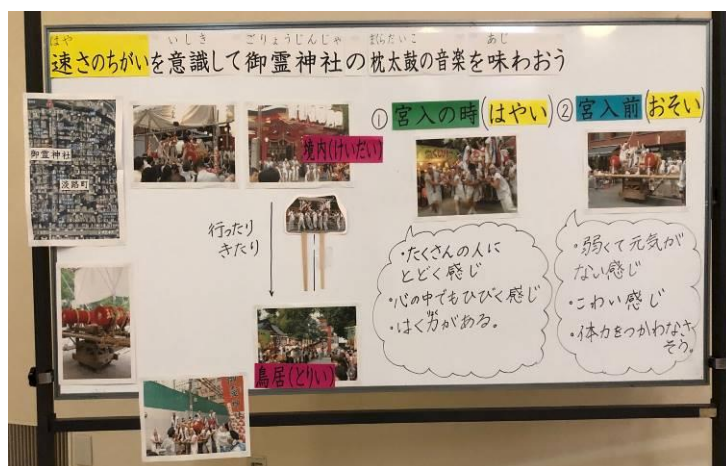 はや いしき ごりょうじんじゃ まくらだいこ あじ
速さのちがいを意識して御霊神社の枕太鼓の音楽を味わおう
御霊神社
淡路町
境内(けいだい)
行ったり
きたり
鳥居(とりい)
① 宮入の時(はやい)
・たくさんの人に
とどく感じ
・心の中でもひびく感じ
・はく力がある。
② 宮入前(おそい)
・弱くて元気が
ない感じ
・こわい感じ
・体力をつかわなさ
そう。